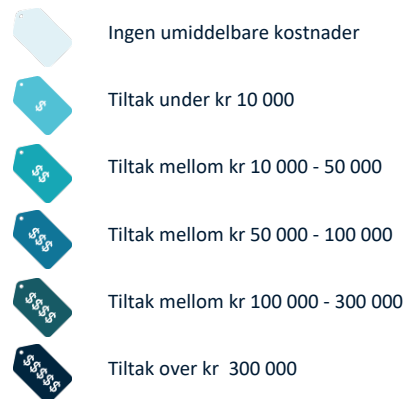 Ingen umiddelbare kostnader
$ Tiltak under kr 10 000
$$ Tiltak mellom kr 10 000 - 50 000
$$$ Tiltak mellom kr 50 000 - 100 000
$$$$ Tiltak mellom kr 100 000 - 300 000
$$$$$ Tiltak over kr  300 000